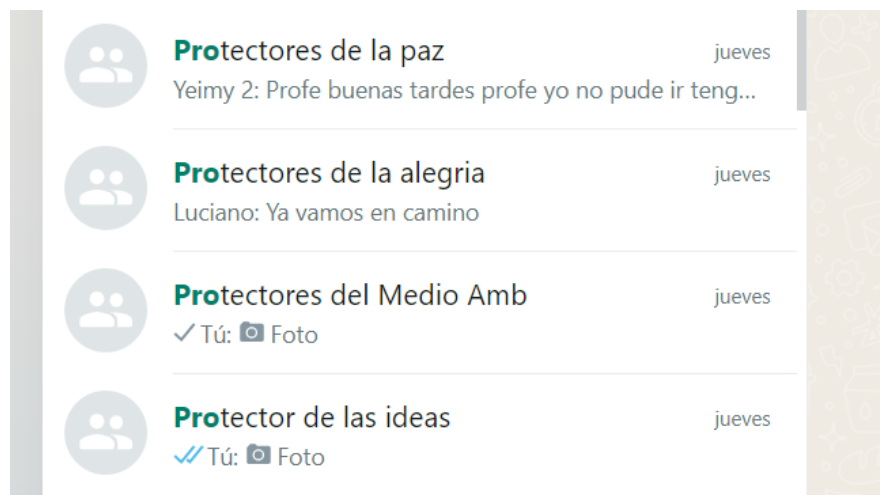 Protectores de la paz
jueves
Yeimy 2: Profe buenas tardes profe yo no pude ir teng...
Protectores de la alegria
jueves
Luciano: Ya vamos en camino
Protectores del Medio Amb
jueves
Tú: Foto
Protector de las ideas
jueves
Tú: Foto